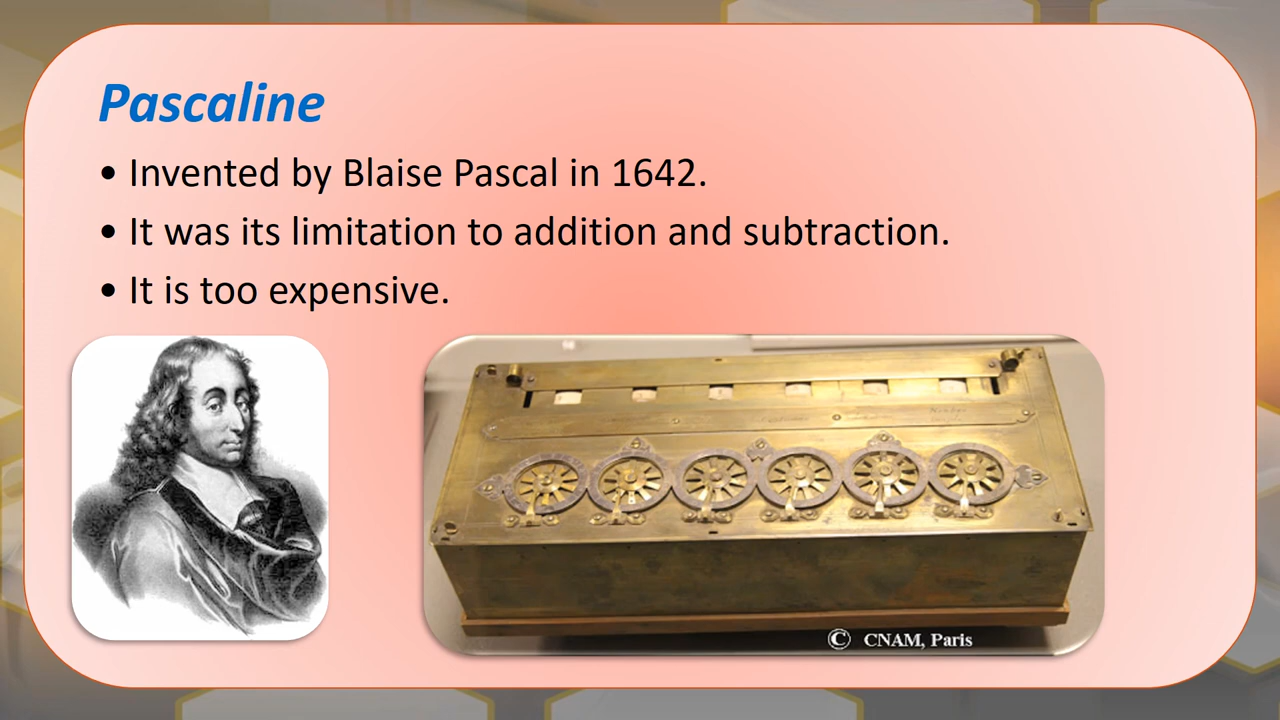 Pascaline
• Invented by Blaise Pascal in 1642.
• It was its limitation to addition and subtraction.
• It is too expensive.
© CNAM, Paris